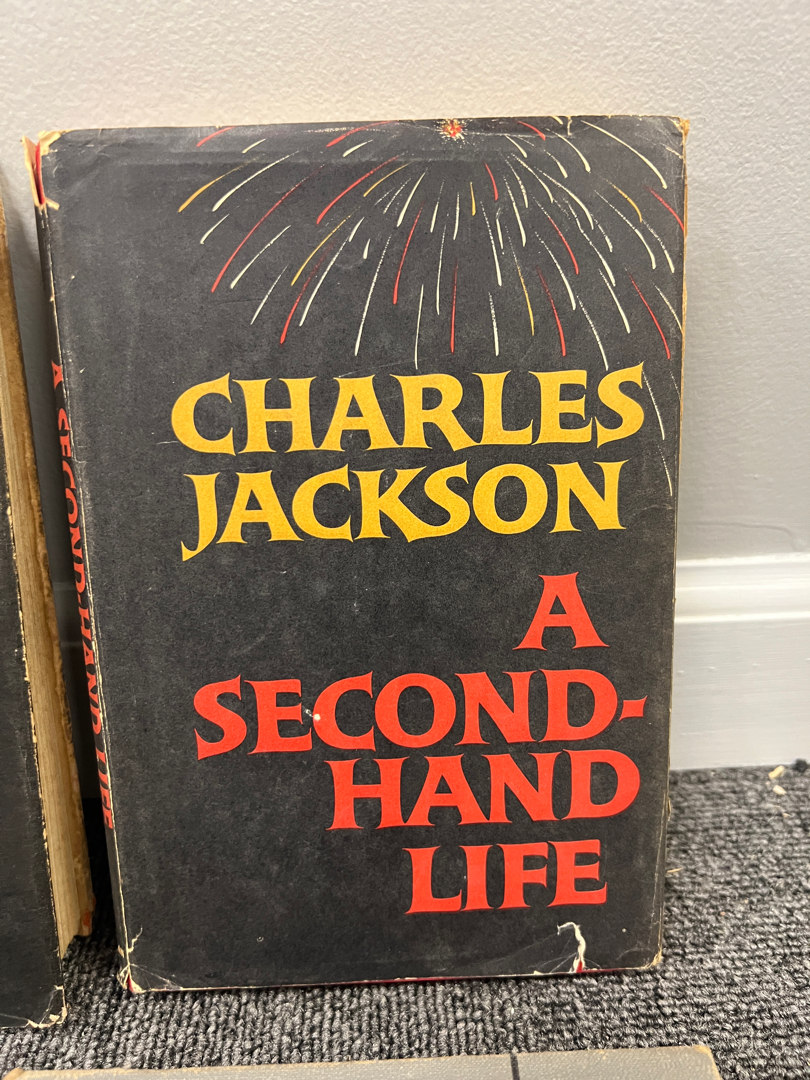 CHARLES
JACKSON
A
SECOND-
HAND
LIFE
A SECOND-HAND LIFE